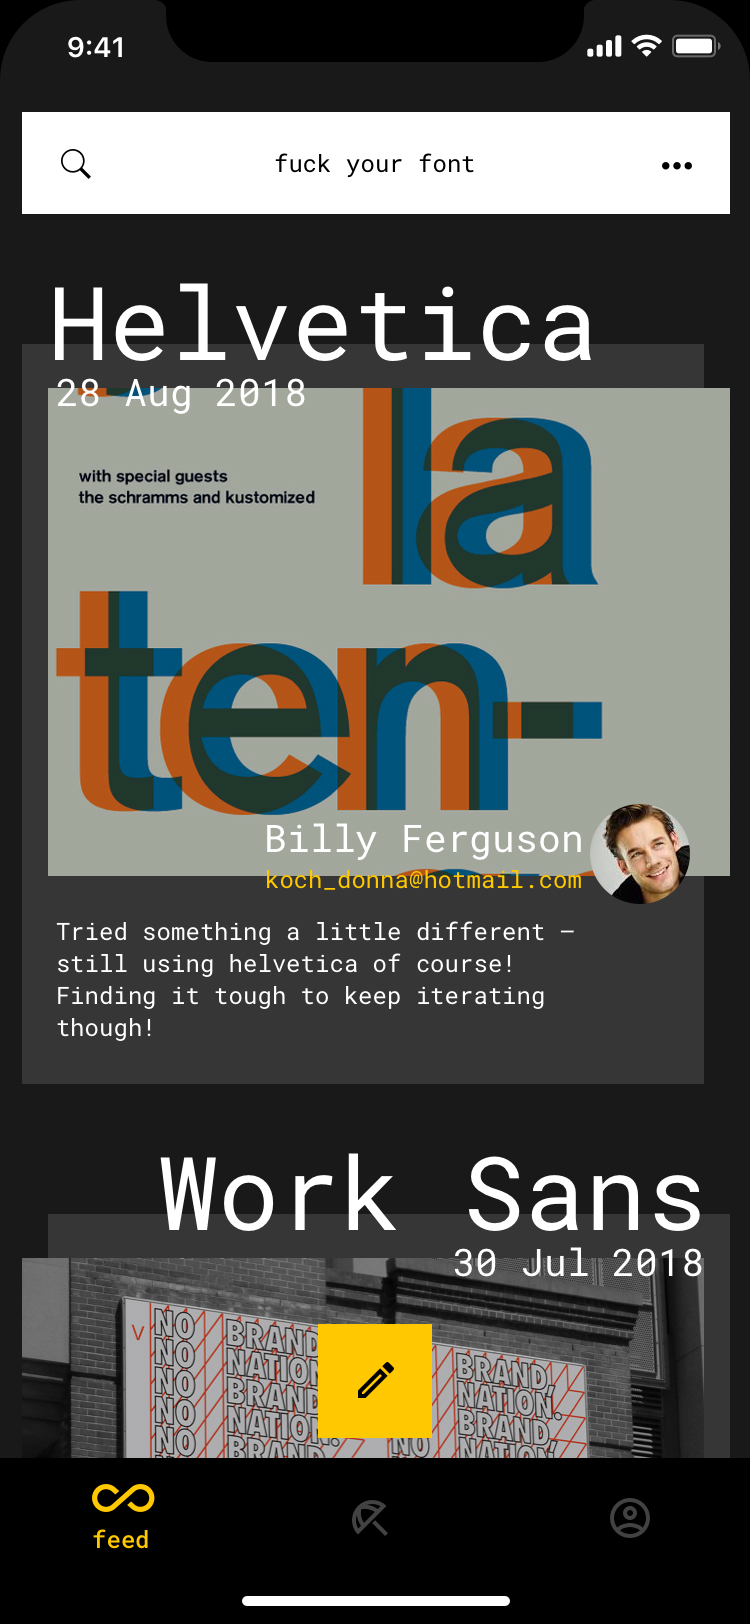 9:41
fuck your font
Helvetica
28 Aug 2018
with special guests
the schramms and kustomized
la
ten-
Billy Ferguson
koch_donna@hotmail.com
Tried something a little different –
still using helvetica of course!
Finding it tough to keep iterating
though!
Work Sans
30 Jul 2018
V
NO
NO
NO
NO
NO
BRAND
NATION
BRAND
NATION
BRAND
BRAND,
NATION.
BRAND
NATION
NO
feed